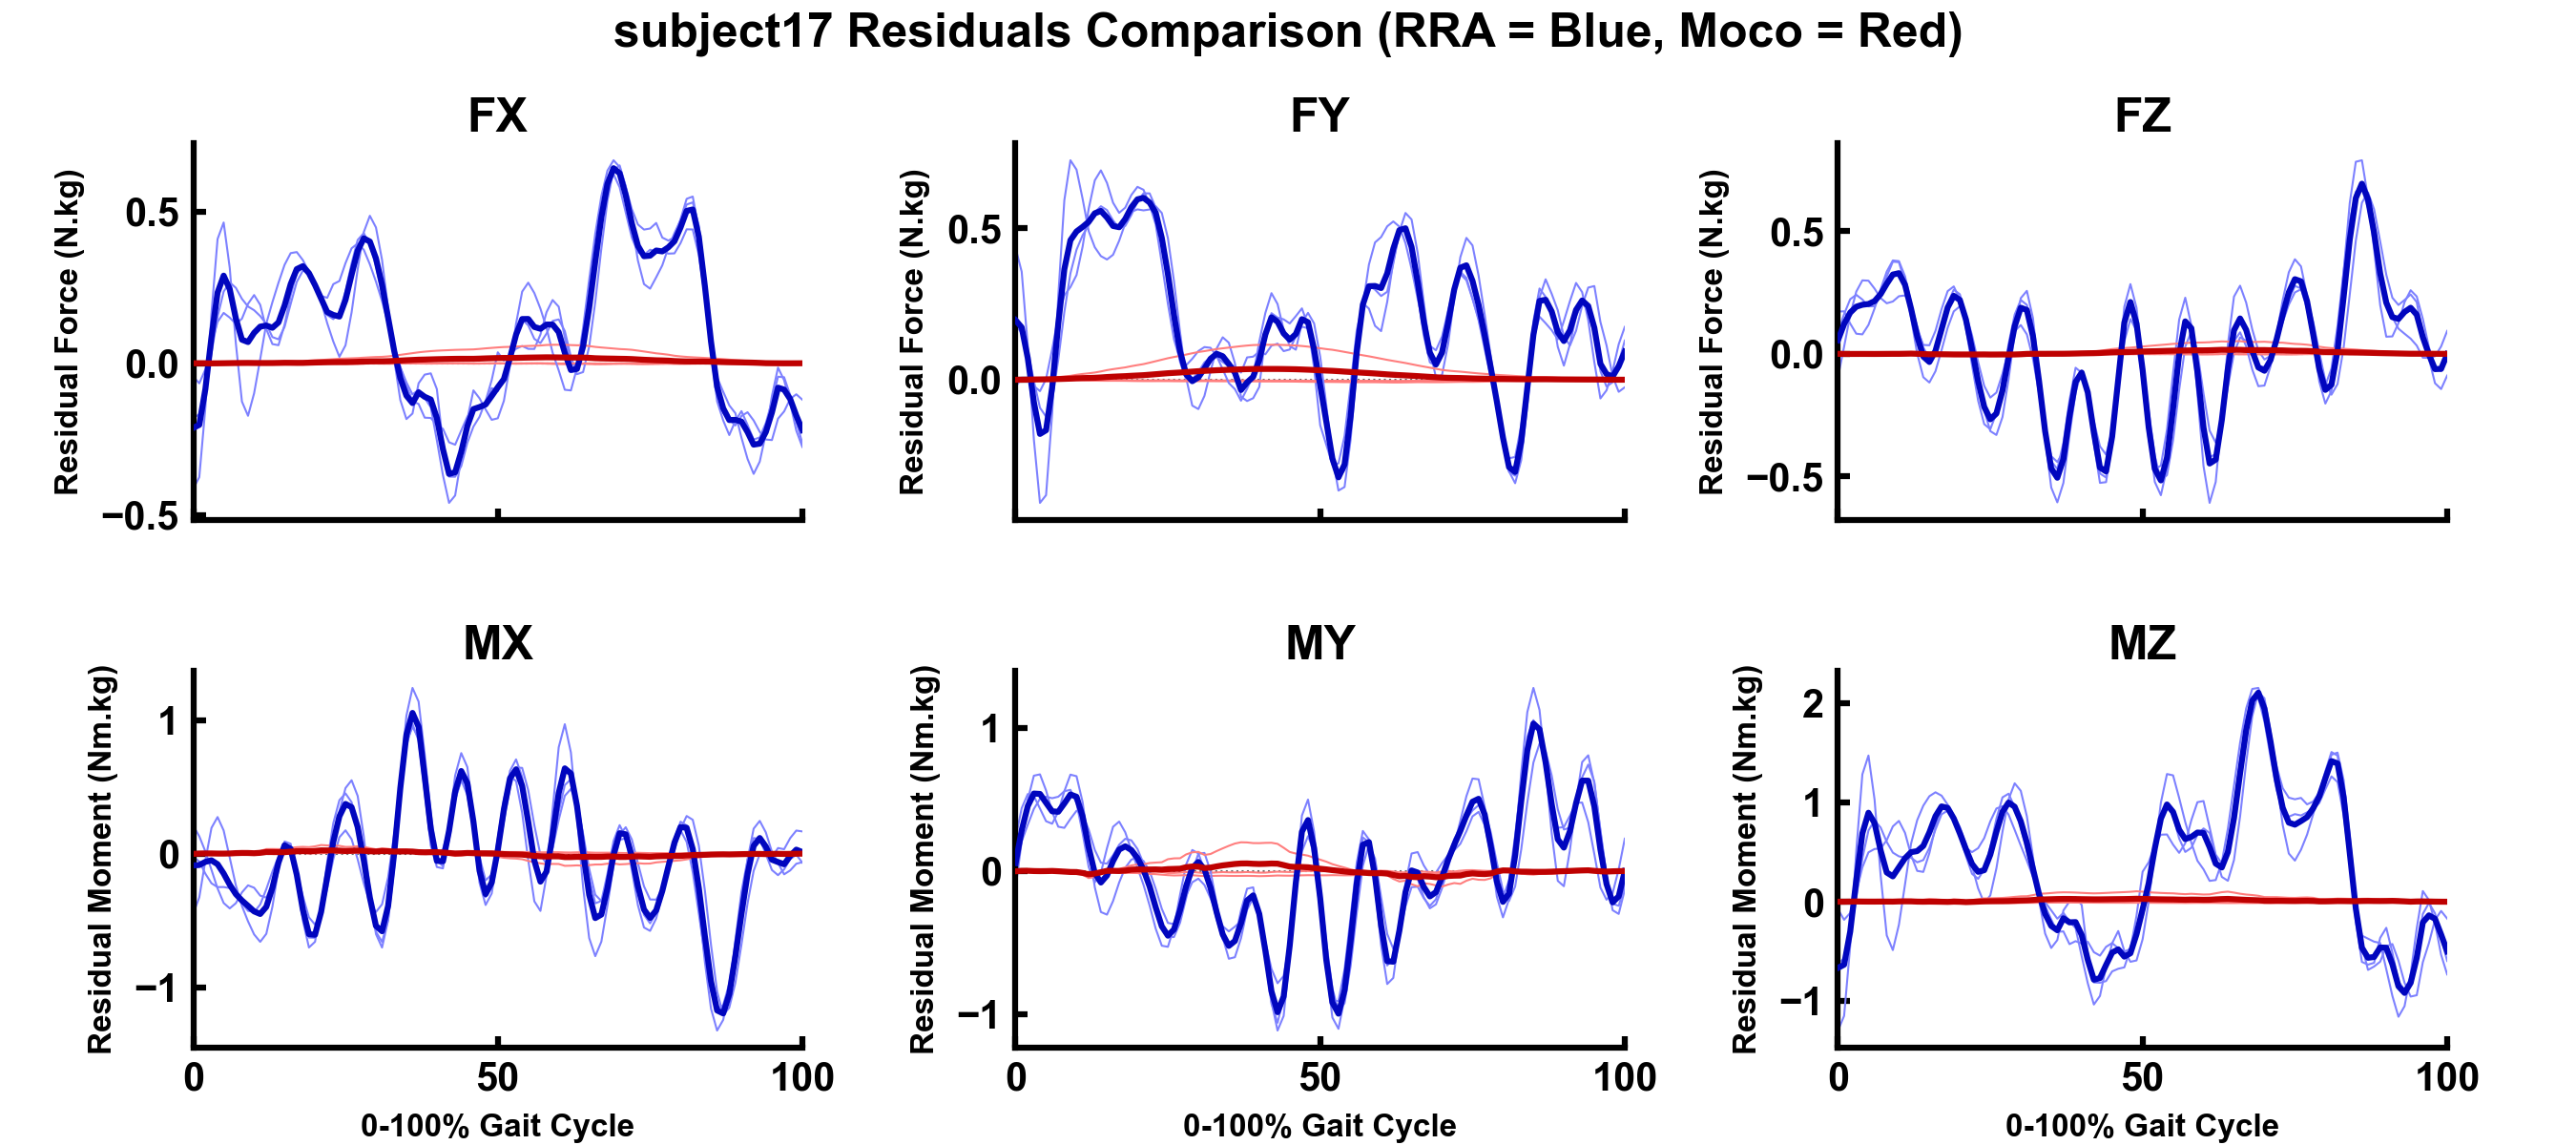 subject17 Residuals Comparison (RRA = Blue, Moco = Red)
FX
FY
FZ
Residual Force (N.kg)
0.5
0.0
−0.5
Residual Force (N.kg)
0.5
0.0
Residual Force (N.kg)
0.5
0.0
−0.5
MX
MY
MZ
Residual Moment (Nm.kg)
1
0
−1
0
50
100
0-100% Gait Cycle
Residual Moment (Nm.kg)
1
0
−1
0
50
100
0-100% Gait Cycle
Residual Moment (Nm.kg)
2
1
0
−1
0
50
100
0-100% Gait Cycle